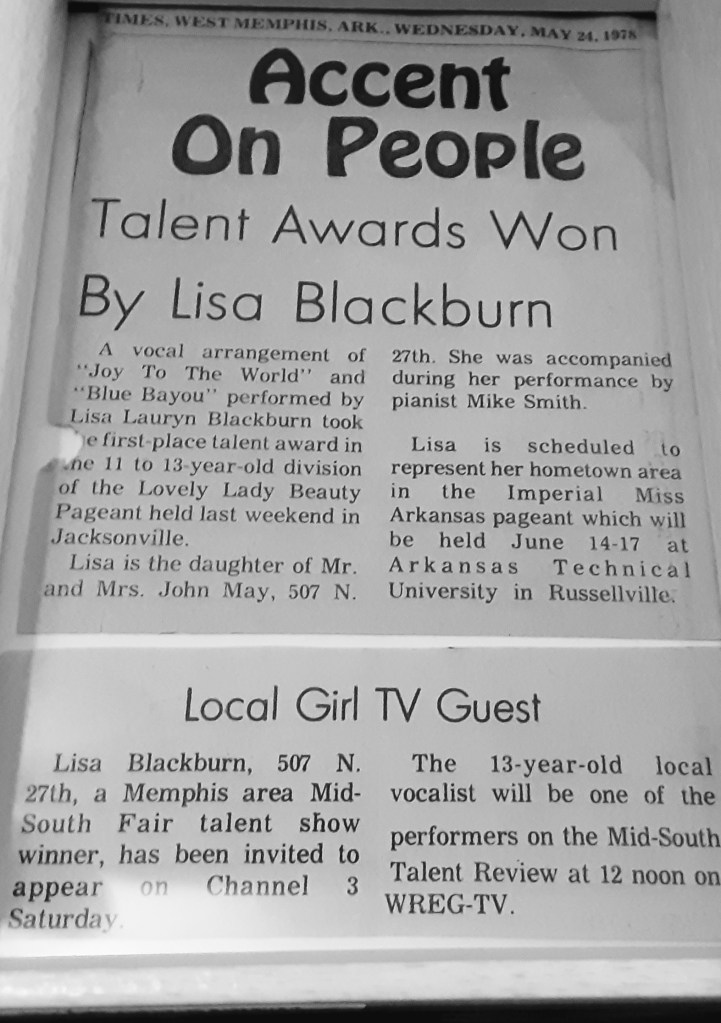 TIMES, WEST MEMPHIS, ARK., WEDNESDAY, MAY 24, 1978
Accent
On People
Talent Awards Won
By Lisa Blackburn
A vocal arrangement of
"Joy To The World" and
"Blue Bayou" performed by
Lisa Lauryn Blackburn took
he first-place talent award in
he 11 to 13-year-old division
of the Lovely Lady Beauty
Pageant held last weekend in
Jacksonville.
Lisa is the daughter of Mr.
and Mrs. John May, 507 N.
27th. She was accompanied
during her performance by
pianist Mike Smith.
Lisa is scheduled to
represent her hometown area
in the Imperial Miss
Arkansas pageant which will
be held June 14-17 at
Arkansas Technical
University in Russellville.
Local Girl TV Guest
Lisa Blackburn, 507 N.
27th, a Memphis area Mid-
South Fair talent show
winner, has been invited to
appear on Channel 3
Saturday.
The 13-year-old local
vocalist will be one of the
performers on the Mid-South
Talent Review at 12 noon on
WREG-TV.